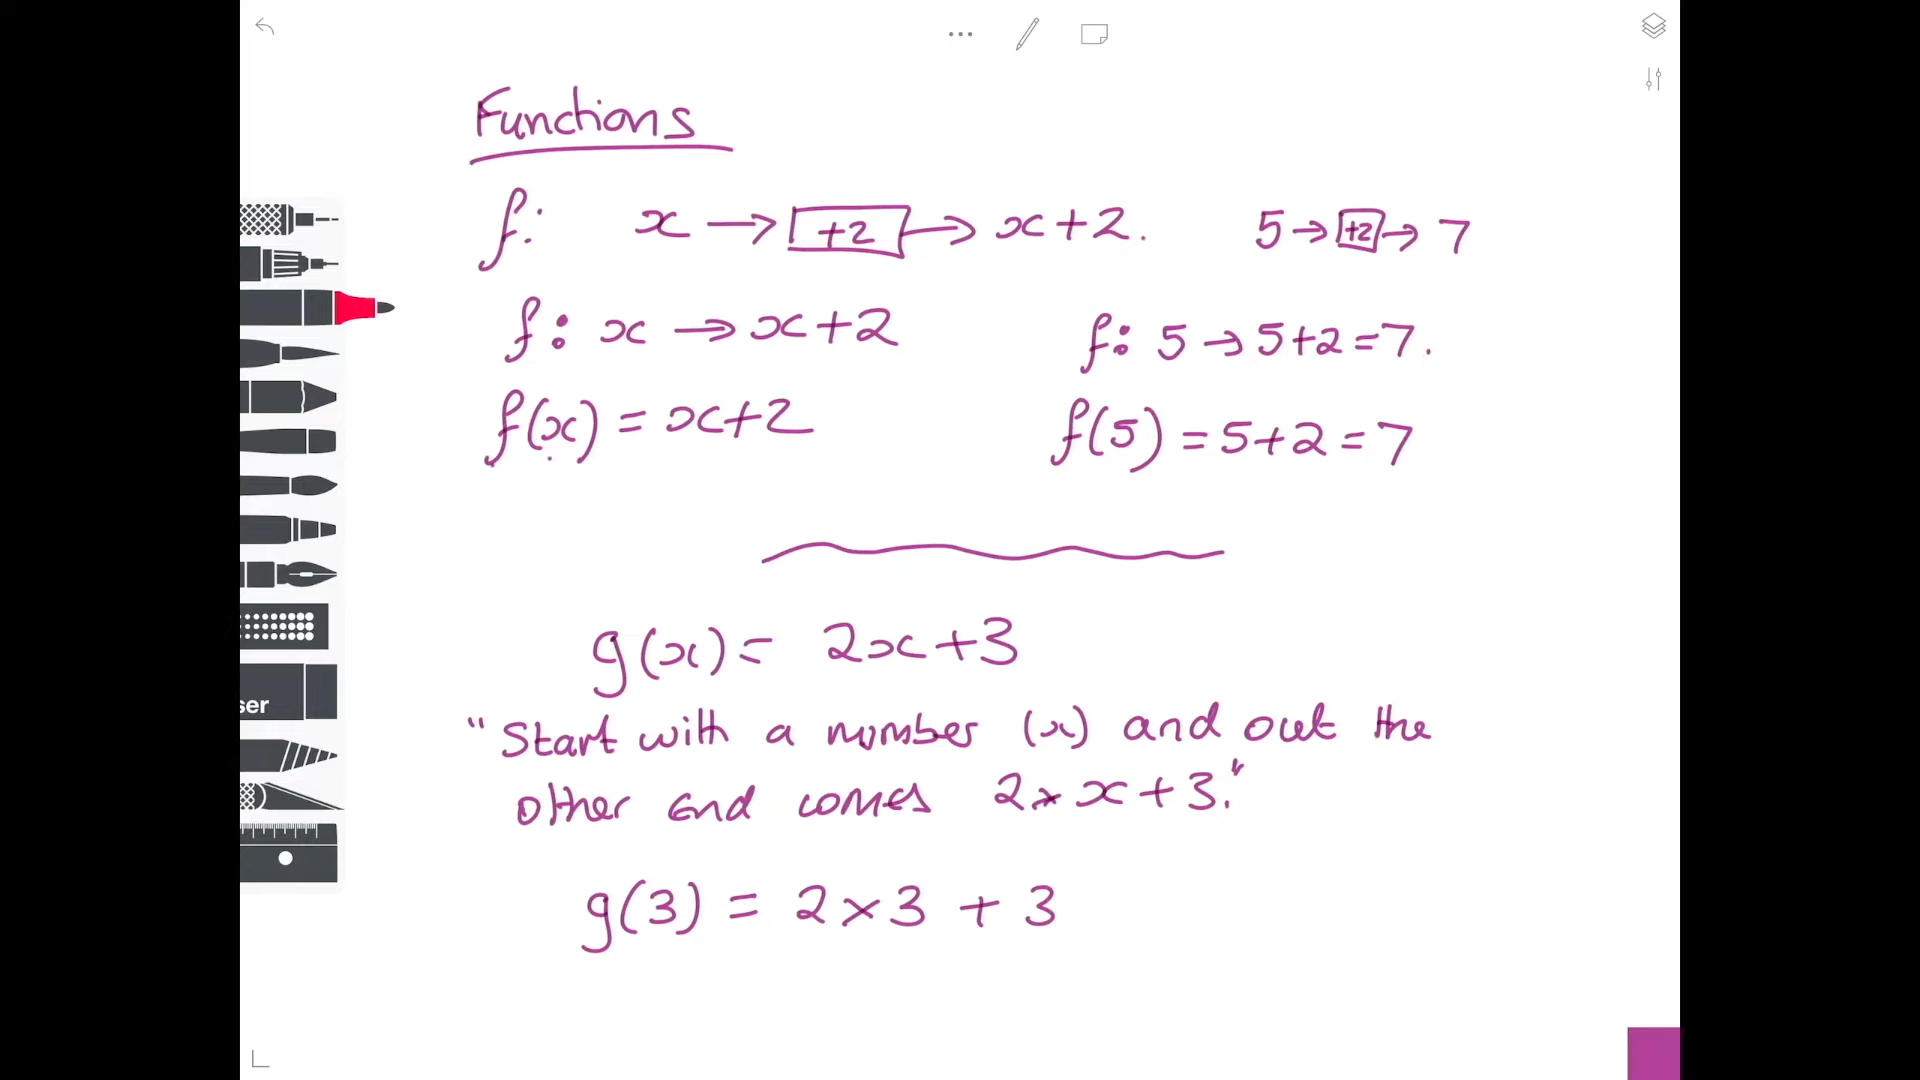 Functions
f: x → +2 → x+2. 5 → +2 → 7
f: x → x+2 f: 5 → 5+2=7.
f(x) = x+2 f(5) = 5+2=7
g(x) = 2x+3
"Start with a number (x) and out the
other end comes 2 × x + 3."
g(3) = 2×3 + 3
ser